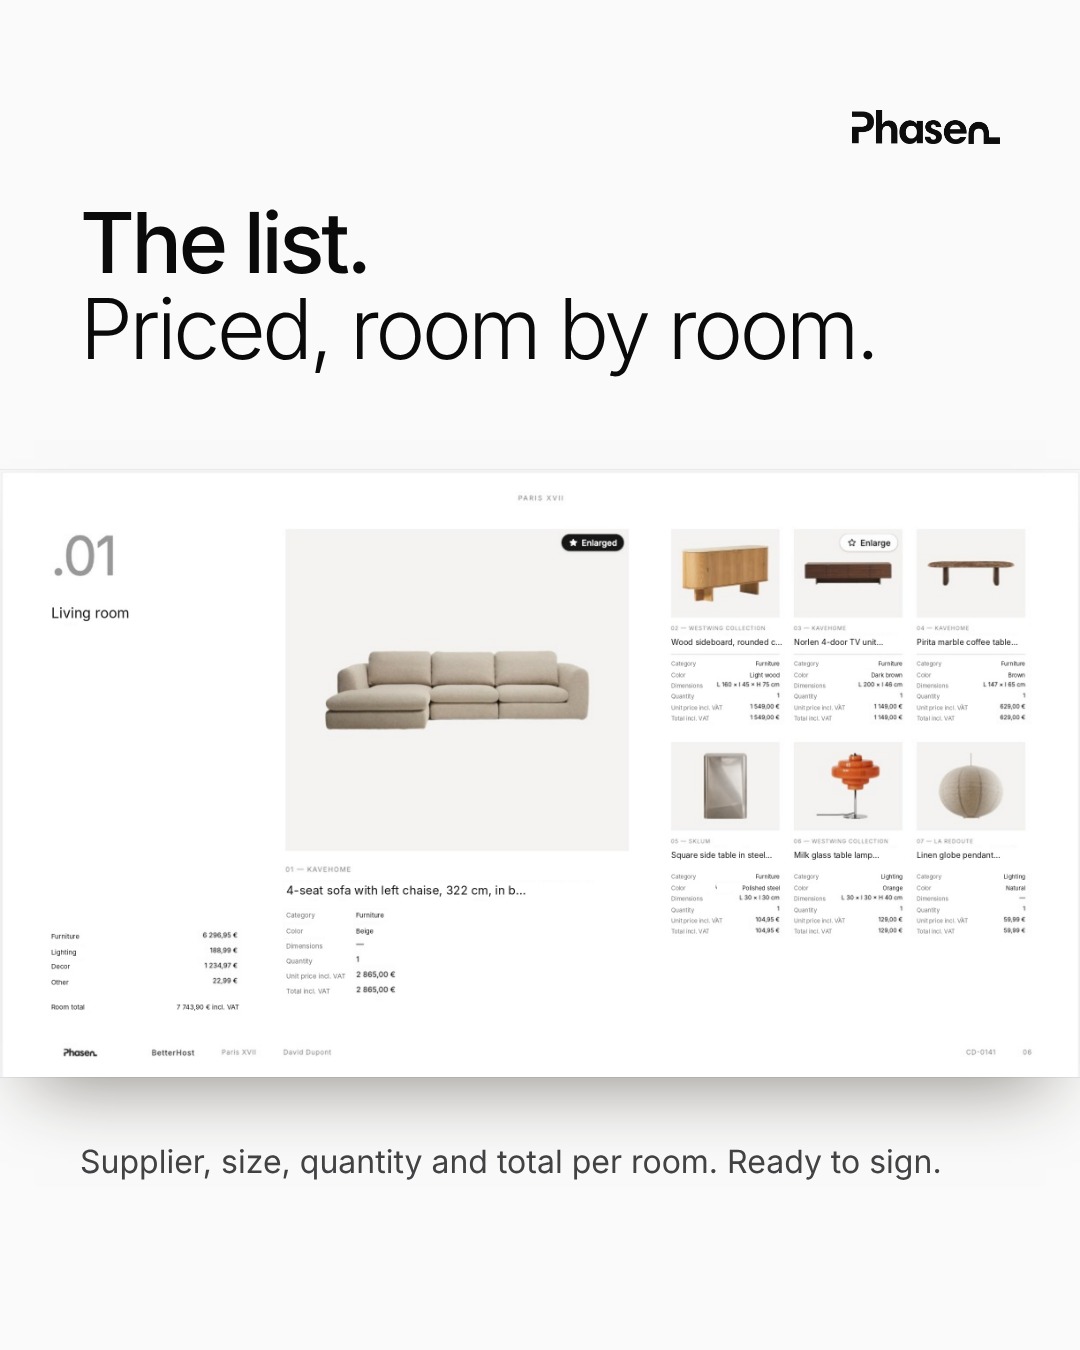 Phasen
The list.
Priced, room by room.
PARIS XVII
.01
Living room
Furniture 6 296,95 €
Lighting 188,99 €
Decor 1 234,97 €
Other 22,99 €
Room total 7 743,90 € incl. VAT
Enlarged
01 — KAVEHOME
4-seat sofa with left chaise, 322 cm, in b...
Category Furniture
Color Beige
Dimensions —
Quantity 1
Unit price incl. VAT 2 865,00 €
Total incl. VAT 2 865,00 €
02 — WESTWING COLLECTION
Wood sideboard, rounded c...
Category Furniture
Color Light wood
Dimensions L 160 × l 45 × H 75 cm
Quantity 1
Unit price incl. VAT 1 549,00 €
Total incl. VAT 1 549,00 €
Enlarge
03 — KAVEHOME
Norlen 4-door TV unit...
Category Furniture
Color Dark brown
Dimensions L 200 × l 46 cm
Quantity 1
Unit price incl. VAT 1 149,00 €
Total incl. VAT 1 149,00 €
04 — KAVEHOME
Pirita marble coffee table...
Category Furniture
Color Brown
Dimensions L 147 × l 65 cm
Quantity 1
Unit price incl. VAT 629,00 €
Total incl. VAT 629,00 €
05 — SKLUM
Square side table in steel...
Category Furniture
Color Polished steel
Dimensions L 30 × l 30 cm
Quantity 1
Unit price incl. VAT 104,95 €
Total incl. VAT 104,95 €
06 — WESTWING COLLECTION
Milk glass table lamp...
Category Lighting
Color Orange
Dimensions L 30 × l 30 × H 40 cm
Quantity 1
Unit price incl. VAT 129,00 €
Total incl. VAT 129,00 €
07 — LA REDOUTE
Linen globe pendant...
Category Lighting
Color Natural
Dimensions —
Quantity 1
Unit price incl. VAT 59,99 €
Total incl. VAT 59,99 €
Phasen BetterHost Paris XVII David Dupont CD-0141 06
Supplier, size, quantity and total per room. Ready to sign.